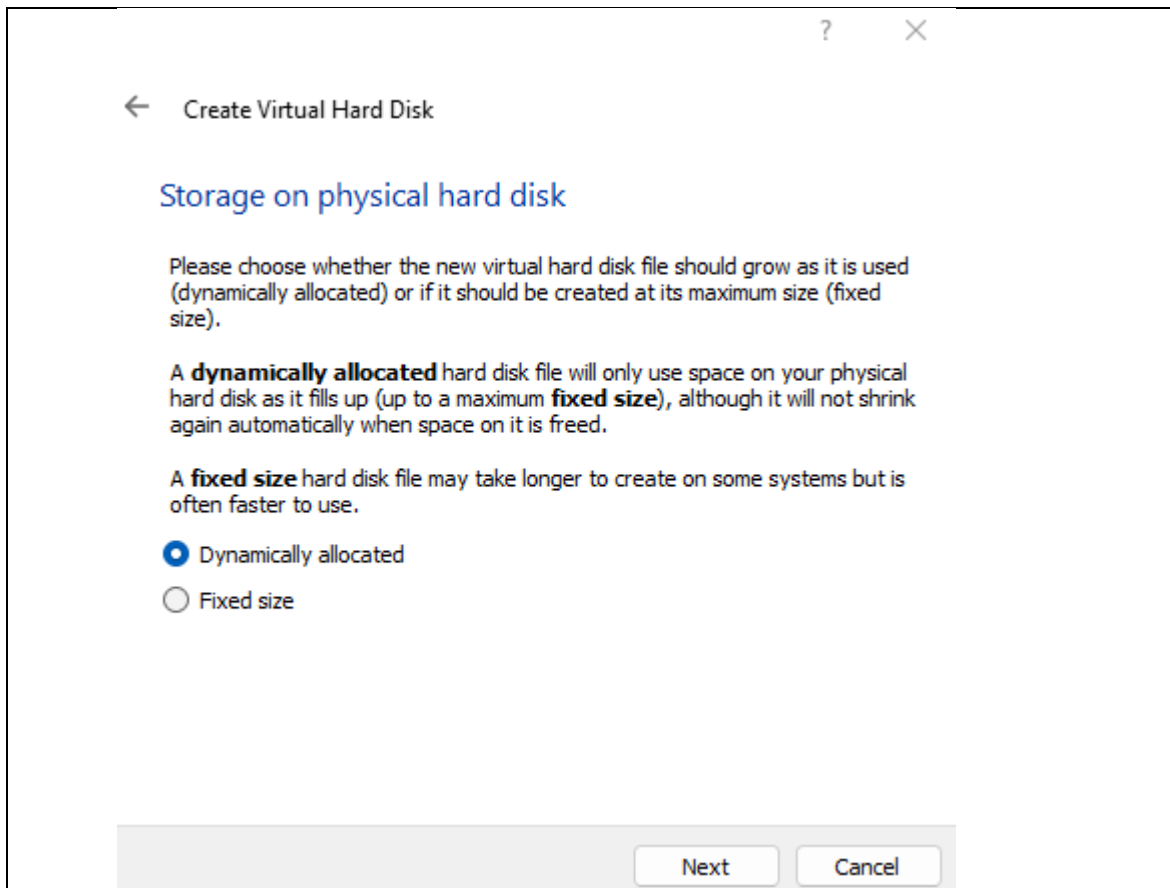 ?
Create Virtual Hard Disk
Storage on physical hard disk
Please choose whether the new virtual hard disk file should grow as it is used
(dynamically allocated) or if it should be created at its maximum size (fixed
size).
A dynamically allocated hard disk file will only use space on your physical
hard disk as it fills up (up to a maximum fixed size), although it will not shrink
again automatically when space on it is freed.
A fixed size hard disk file may take longer to create on some systems but is
often faster to use.
Dynamically allocated
Fixed size
Next Cancel